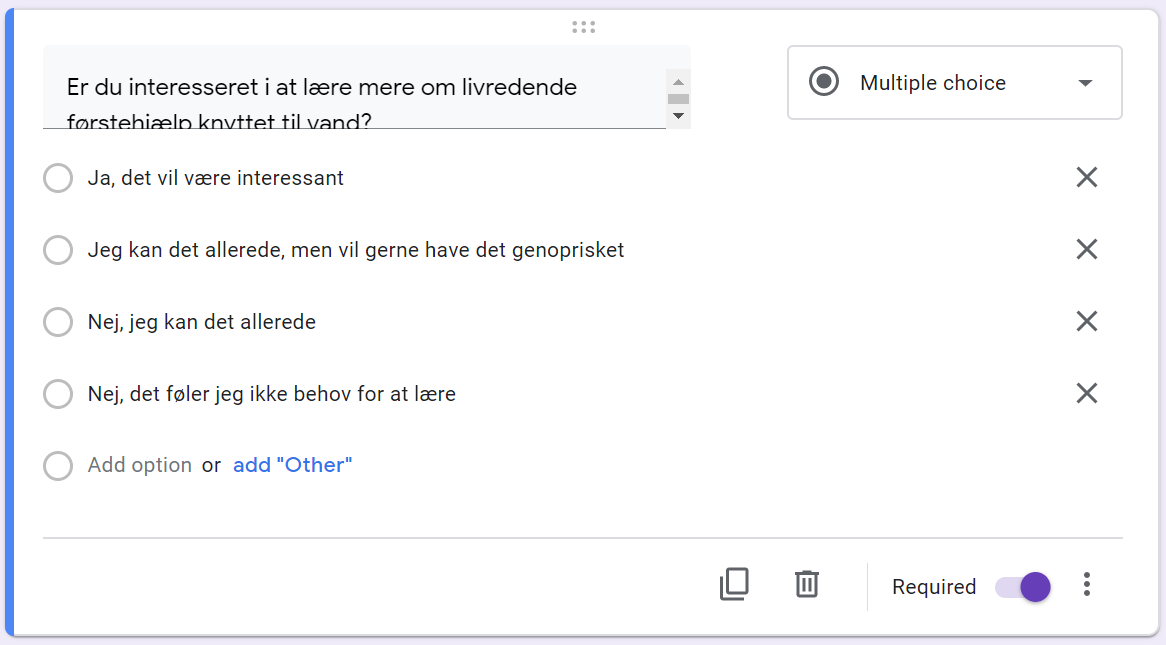 Er du interesseret i at lære mere om livredende
førstehjælp knyttet til vand?
Multiple choice
Ja, det vil være interessant
Jeg kan det allerede, men vil gerne have det genoprisket
Nej, jeg kan det allerede
Nej, det føler jeg ikke behov for at lære
Add option or add "Other"
Required